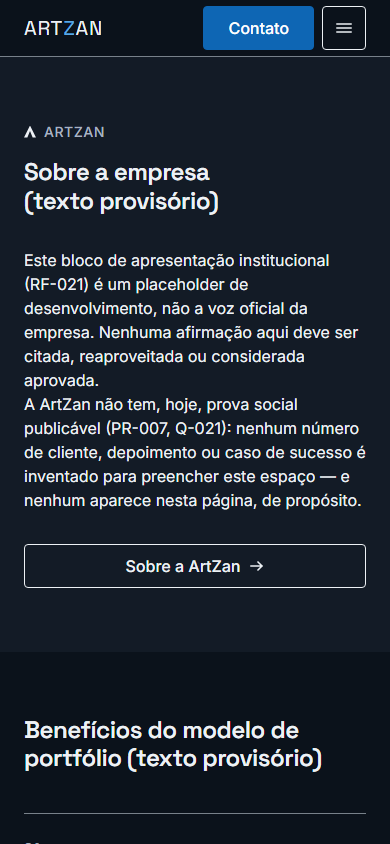 ARTZAN
Contato
ARTZAN
Sobre a empresa
(texto provisório)
Este bloco de apresentação institucional
(RF-021) é um placeholder de
desenvolvimento, não a voz oficial da
empresa. Nenhuma afirmação aqui deve ser
citada, reaproveitada ou considerada
aprovada.
A ArtZan não tem, hoje, prova social
publicável (PR-007, Q-021): nenhum número
de cliente, depoimento ou caso de sucesso é
inventado para preencher este espaço — e
nenhum aparece nesta página, de propósito.
Sobre a ArtZan →
Benefícios do modelo de
portfólio (texto provisório)